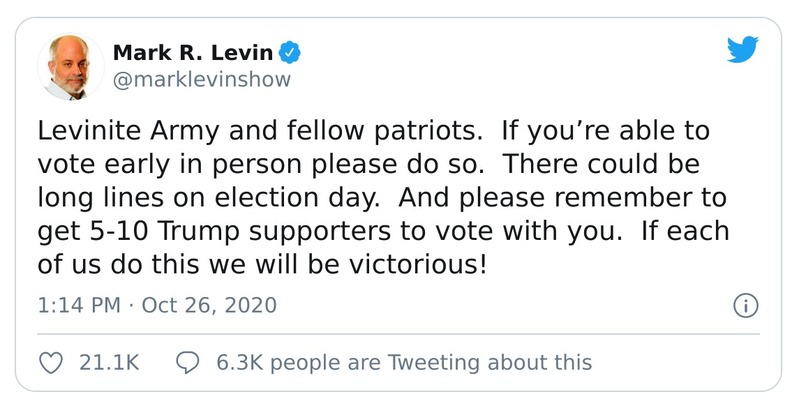 Mark R. Levin
@marklevinshow
Levinite Army and fellow patriots.  If you’re able to
vote early in person please do so.  There could be
long lines on election day.  And please remember to
get 5-10 Trump supporters to vote with you.  If each
of us do this we will be victorious!
1:14 PM · Oct 26, 2020
21.1K 6.3K people are Tweeting about this